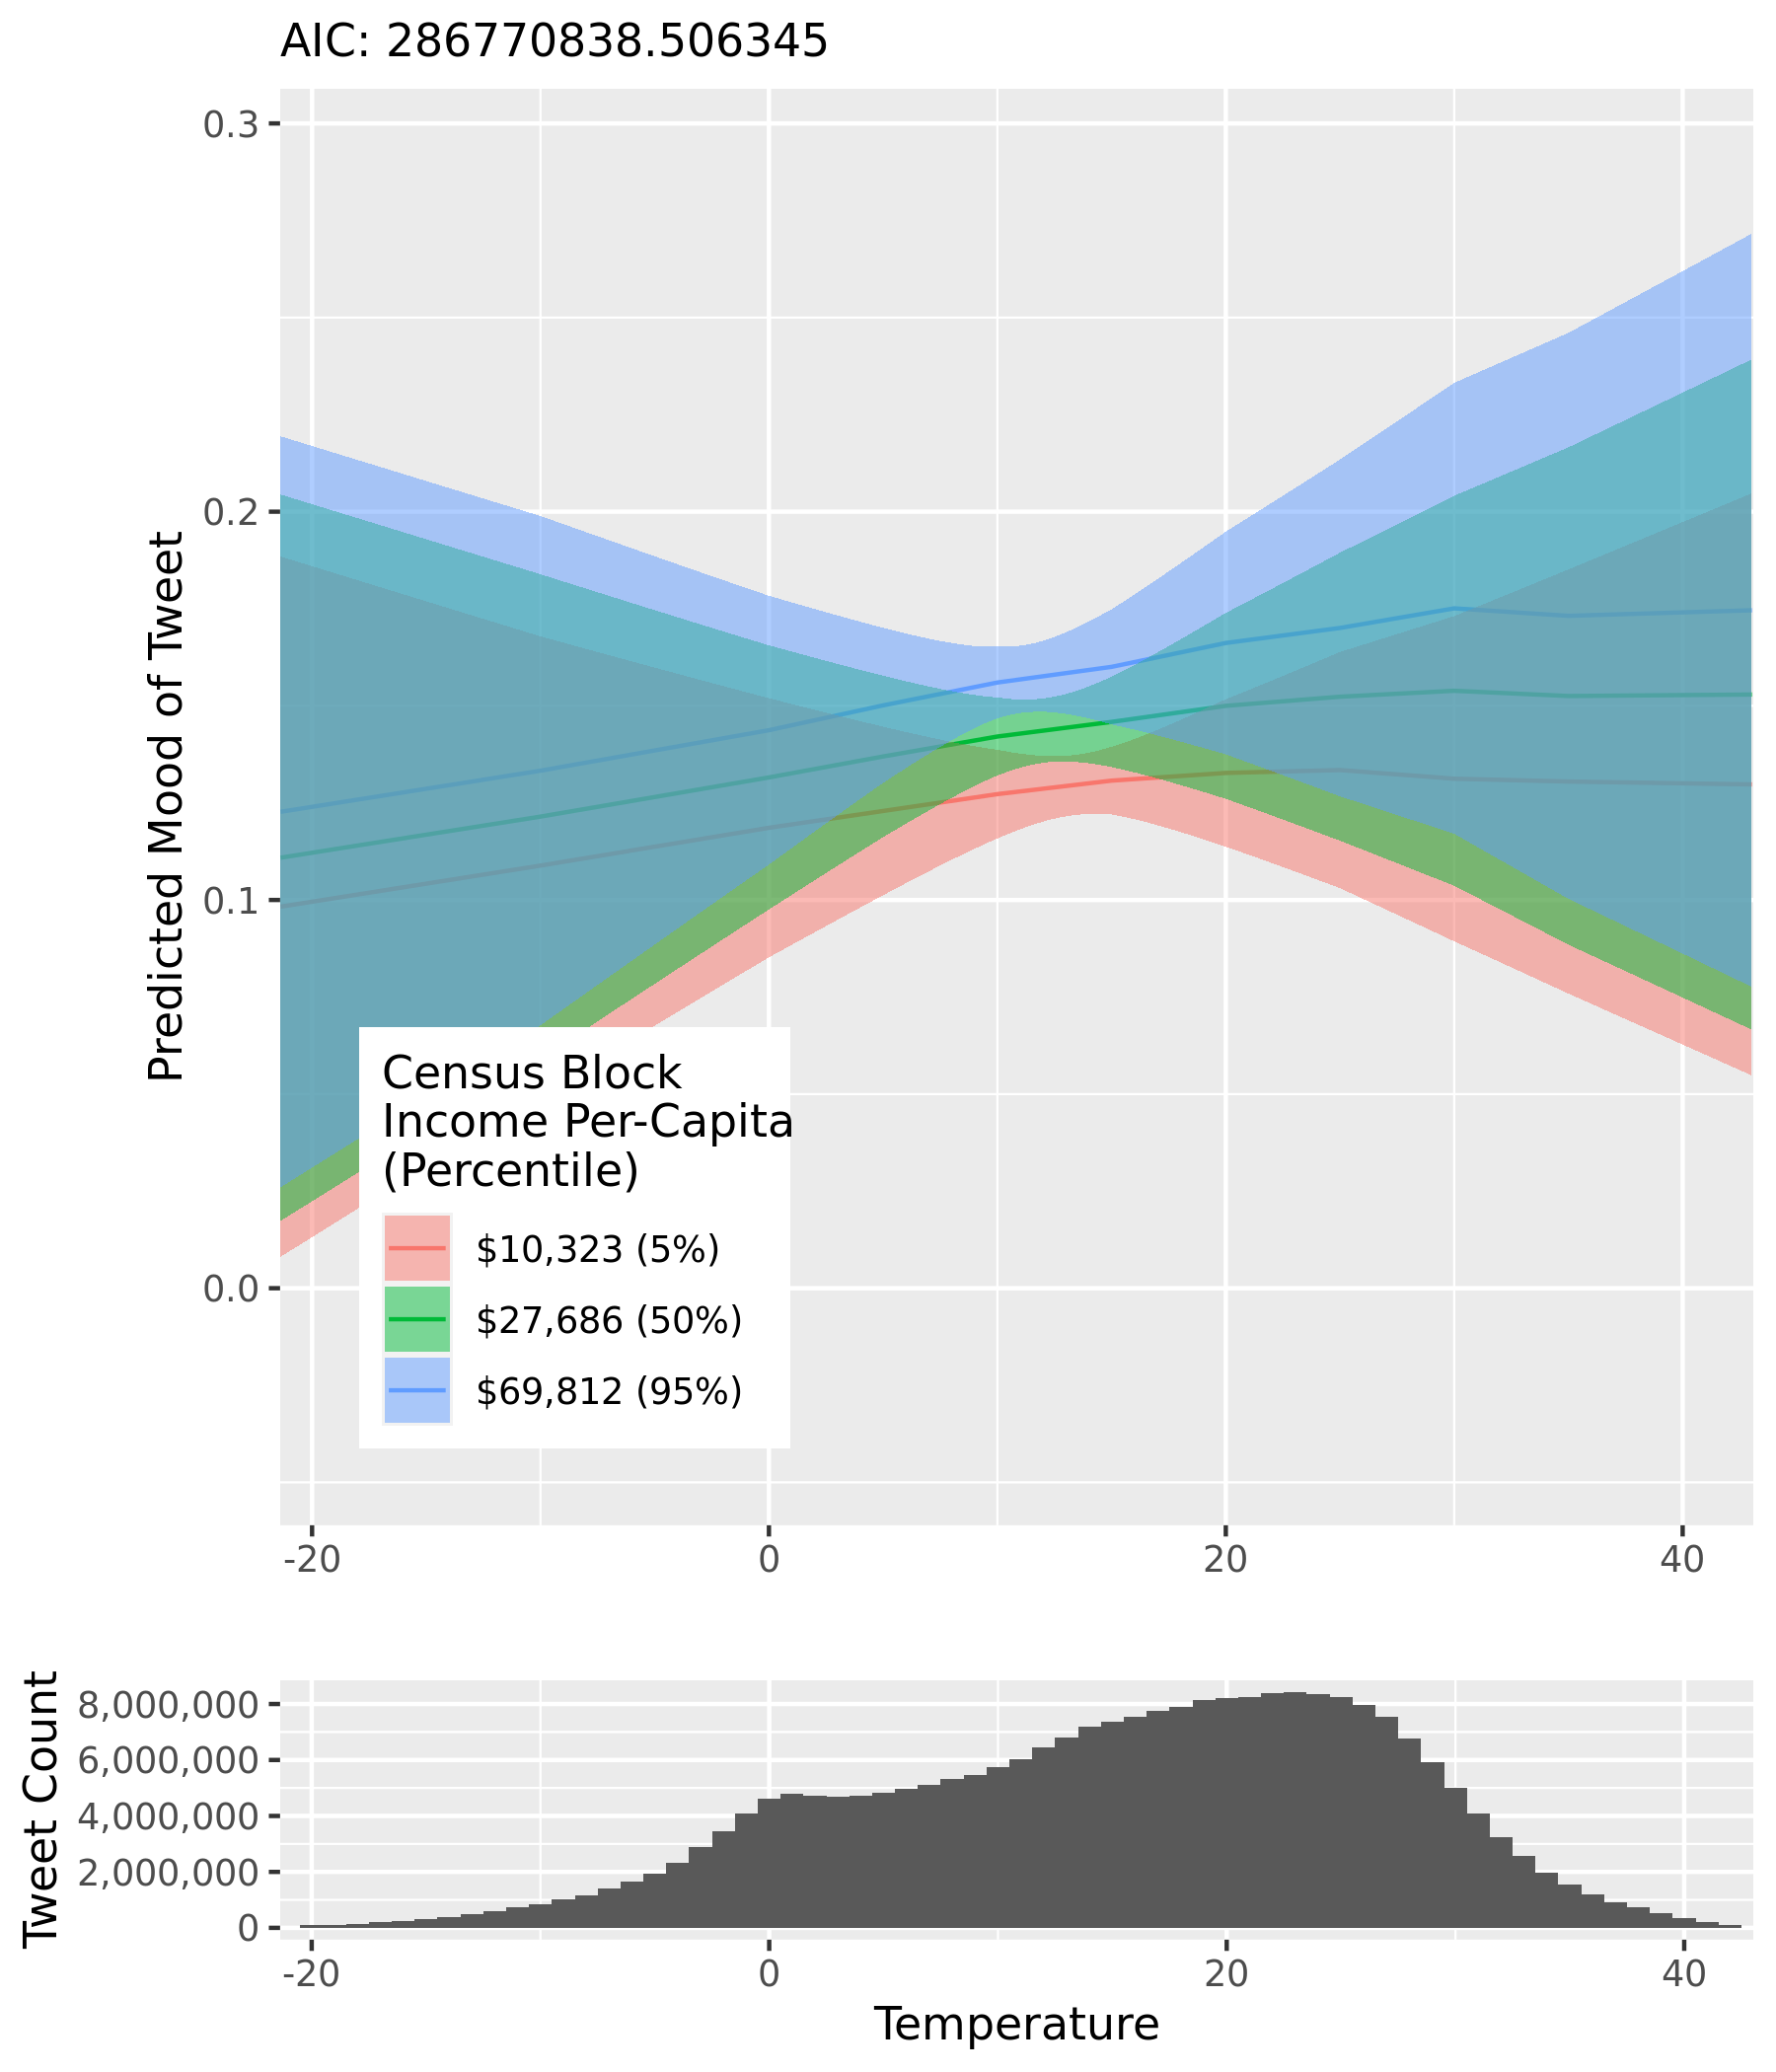 AIC: 286770838.506345
0.3
0.2
0.1
0.0
Predicted Mood of Tweet
Census Block
Income Per-Capita
(Percentile)
$10,323 (5%)
$27,686 (50%)
$69,812 (95%)
-20 0 20 40
Tweet Count
8,000,000
6,000,000
4,000,000
2,000,000
0
-20 0 20 40
Temperature